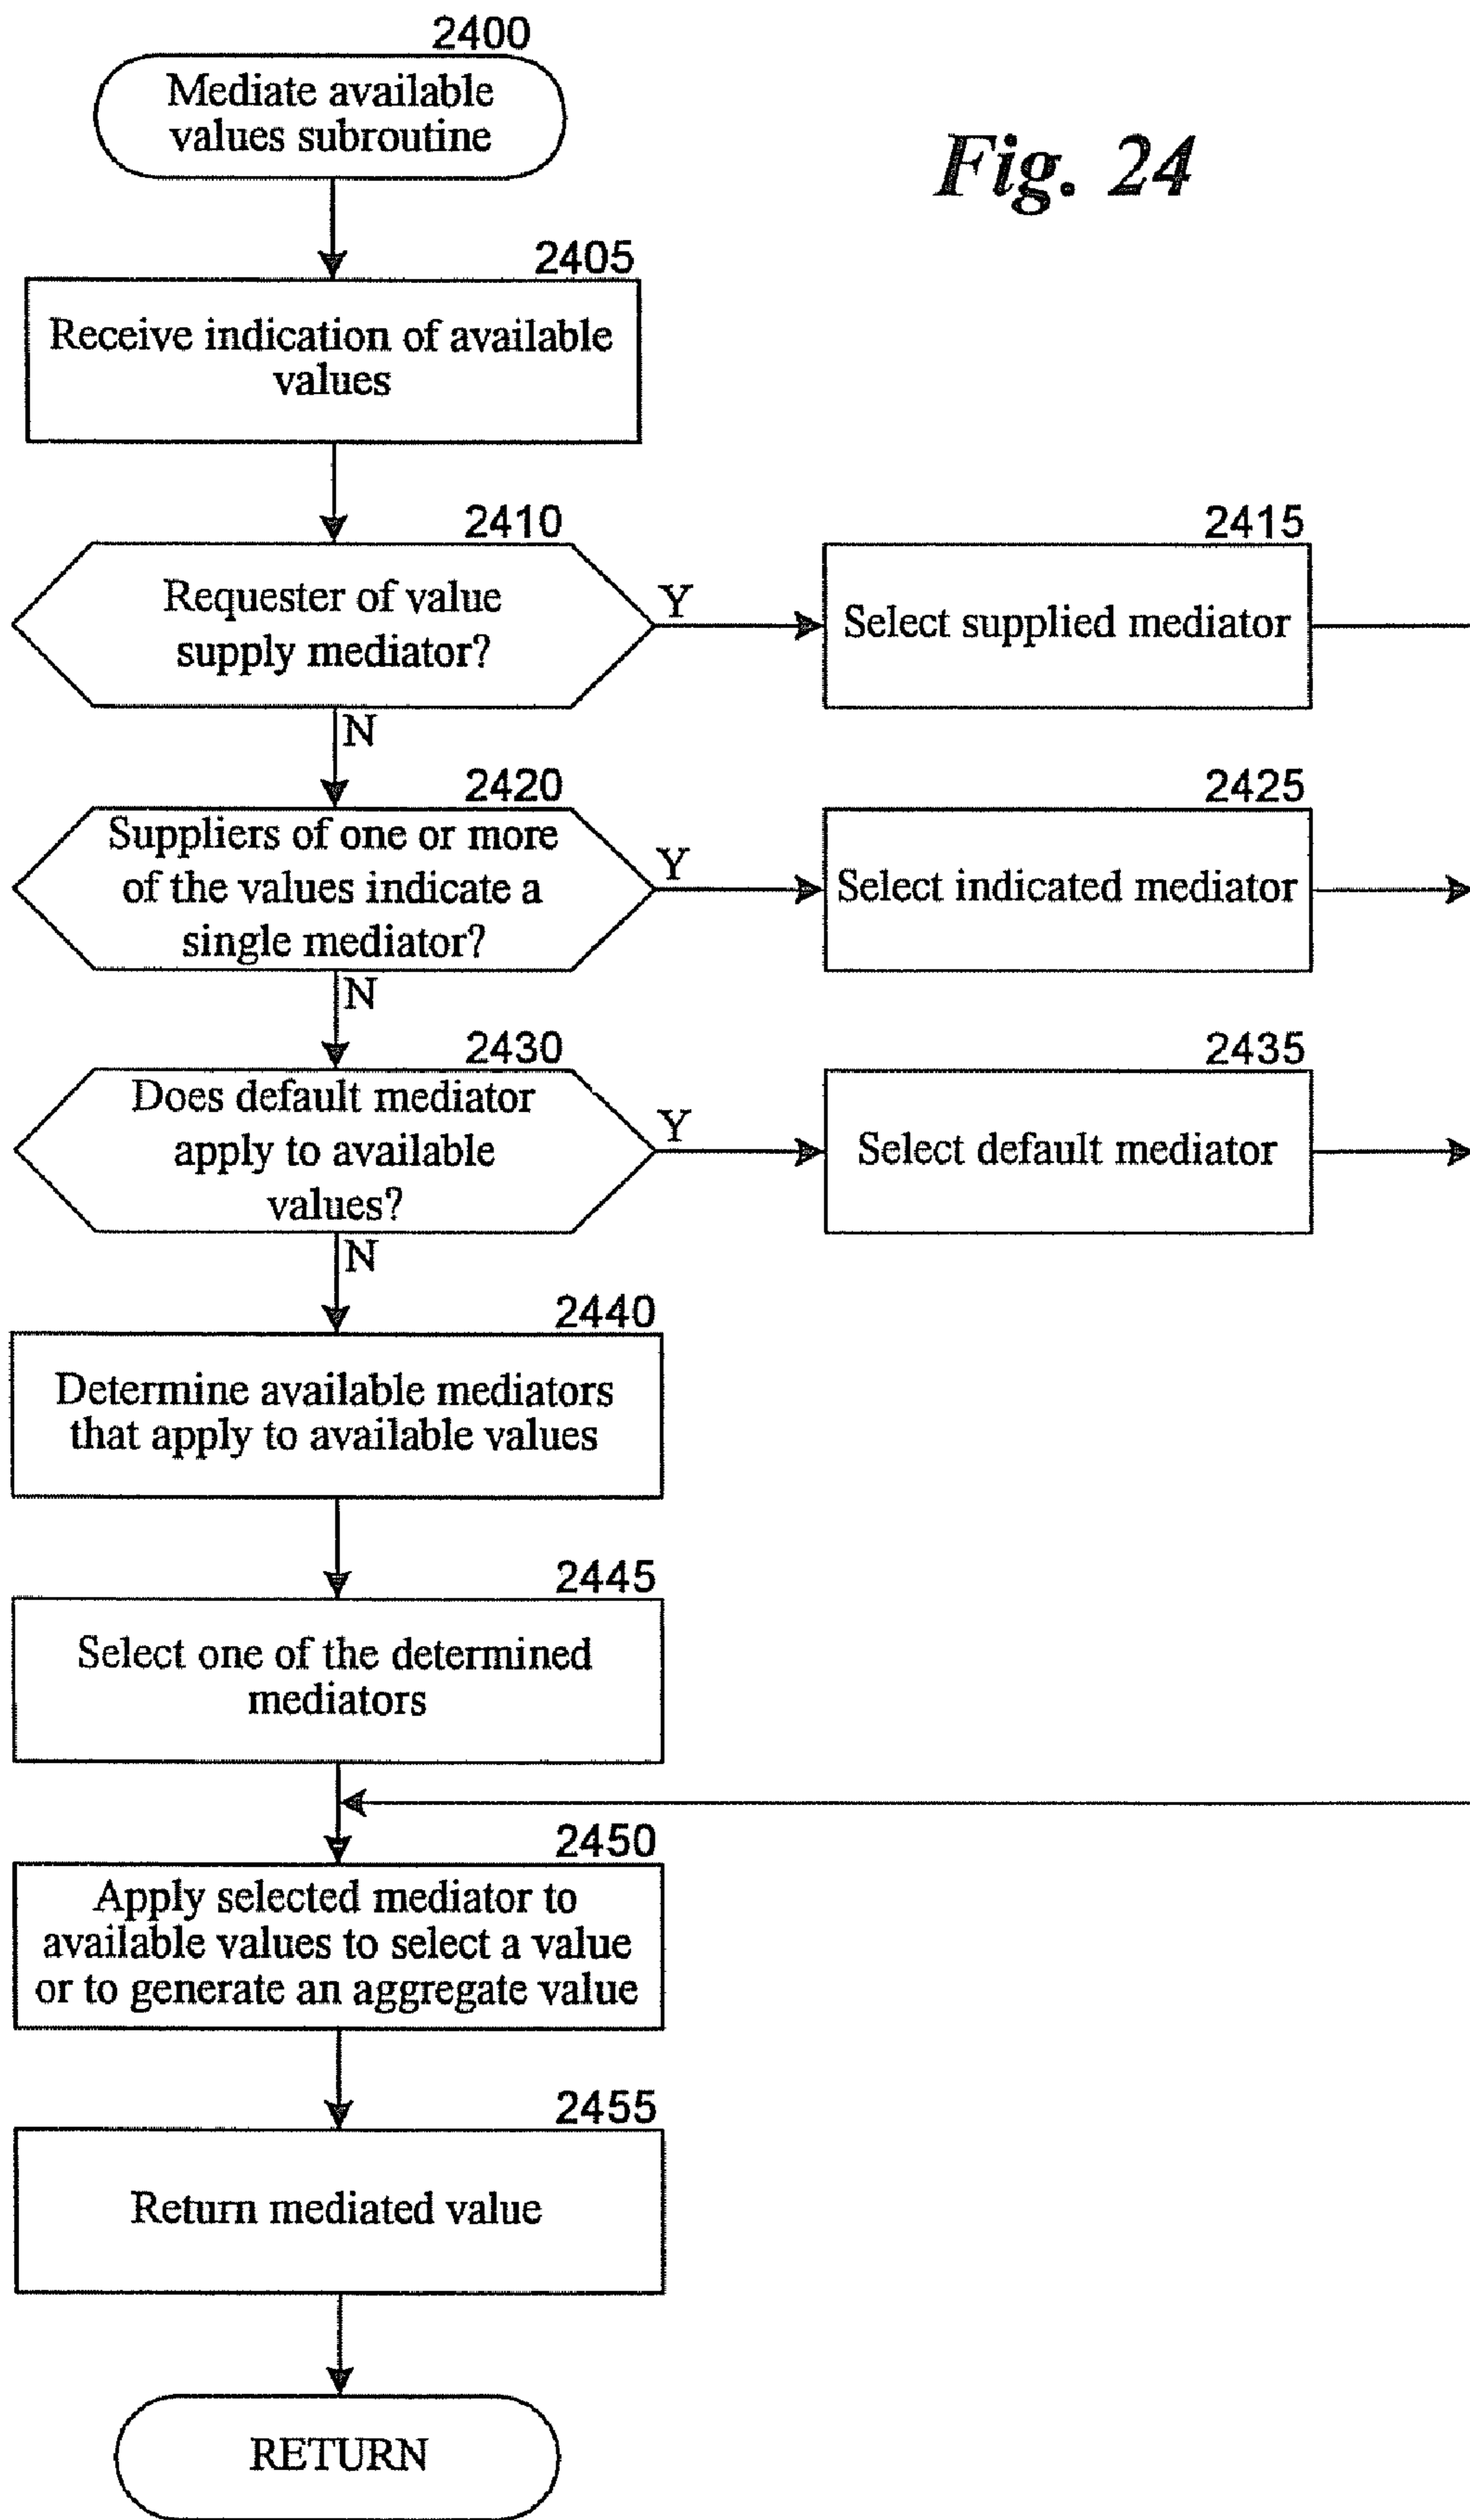 2400
Mediate available
values subroutine
Fig. 24
2405
Receive indication of available
values
2410
Requester of value
supply mediator?
Y
2415
Select supplied mediator
N
2420
Suppliers of one or more
of the values indicate a
single mediator?
Y
2425
Select indicated mediator
N
2430
Does default mediator
apply to available
values?
Y
2435
Select default mediator
N
2440
Determine available mediators
that apply to available values
2445
Select one of the determined
mediators
2450
Apply selected mediator to
available values to select a value
or to generate an aggregate value
2455
Return mediated value
RETURN